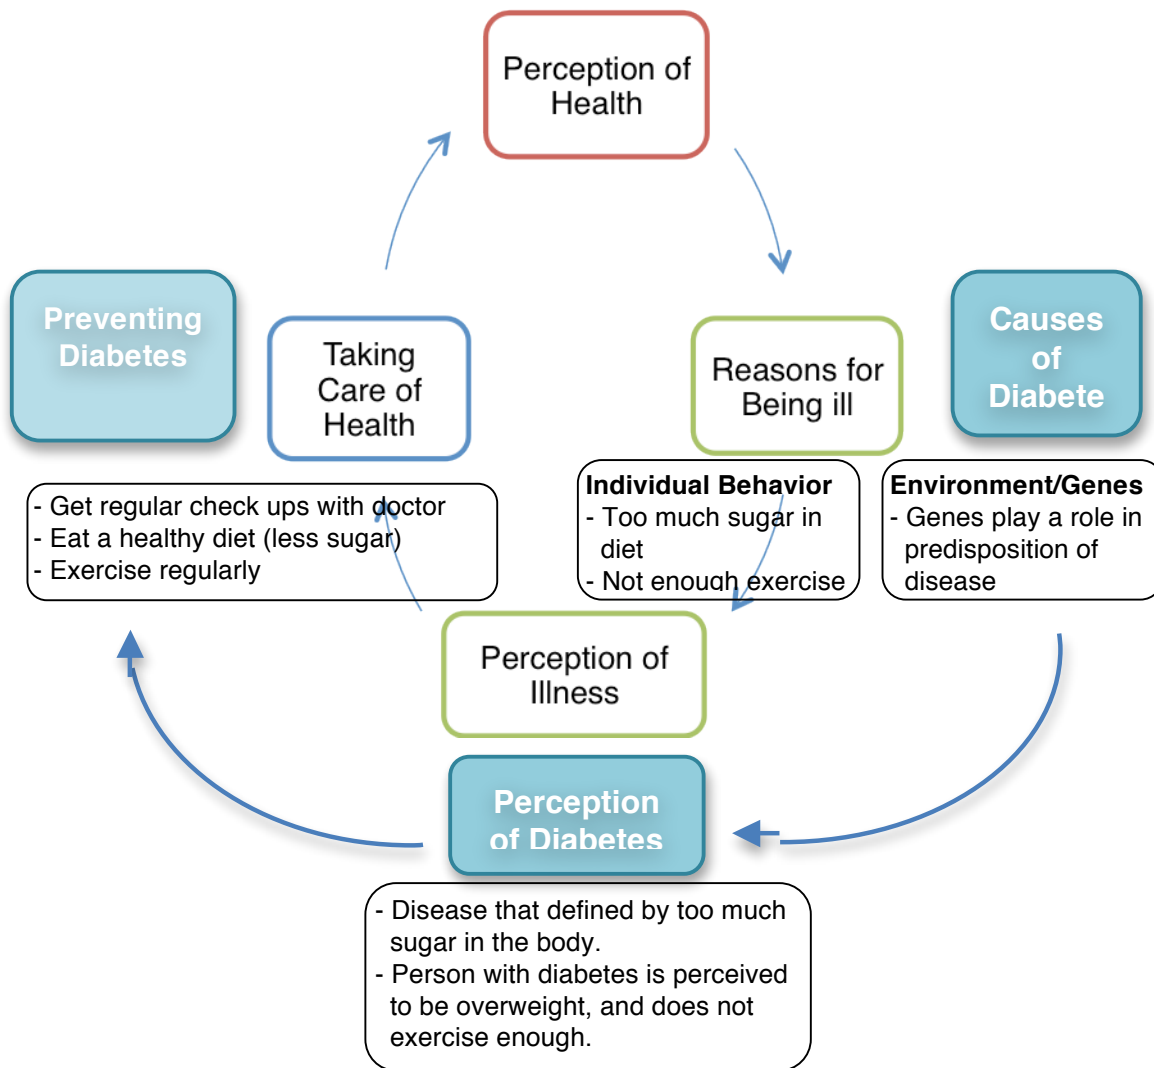 Perception of
Health
Preventing
Diabetes
Taking
Care of
Health
Reasons for
Being ill
Causes
of
Diabete
- Get regular check ups with doctor
- Eat a healthy diet (less sugar)
- Exercise regularly
Individual Behavior
- Too much sugar in
diet
- Not enough exercise
Environment/Genes
- Genes play a role in
predisposition of
disease
Perception of
Illness
Perception
of Diabetes
- Disease that defined by too much
sugar in the body.
- Person with diabetes is perceived
to be overweight, and does not
exercise enough.